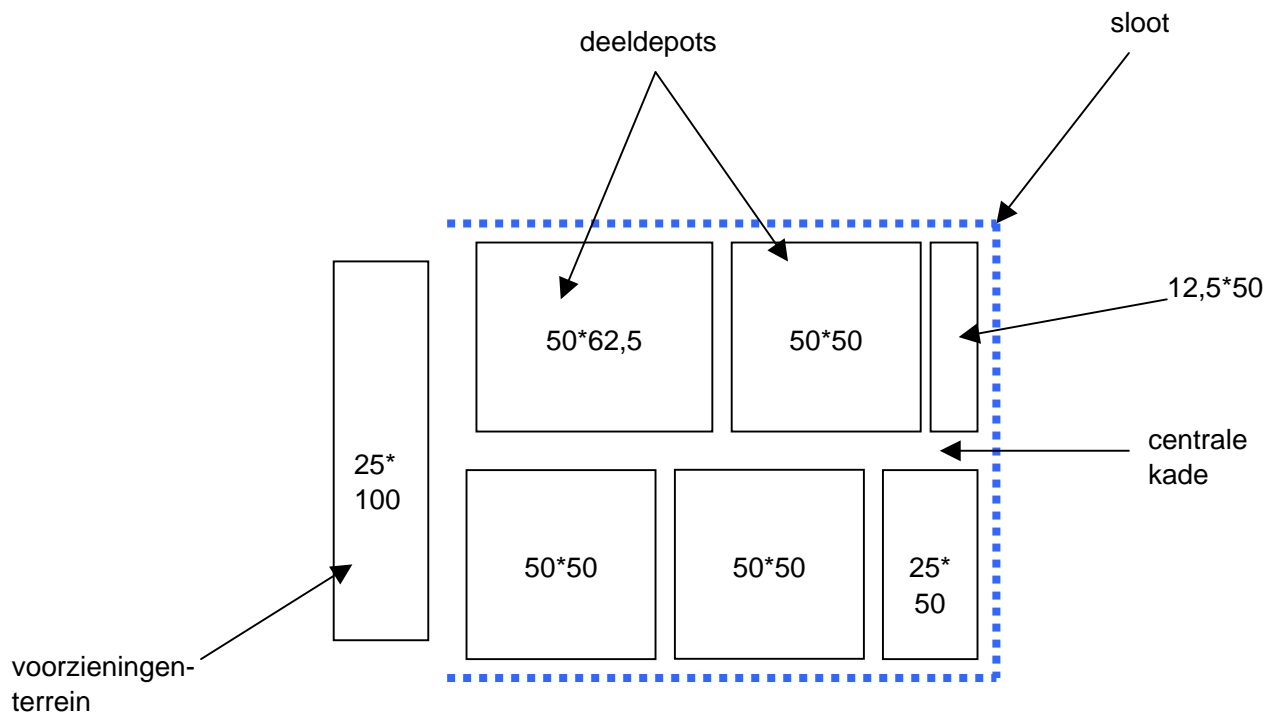 sloot
deeldepots
12,5*50
50*62,5
50*50
centrale
kade
25*
100
50*50
50*50
25*
50
voorzieningen-
terrein